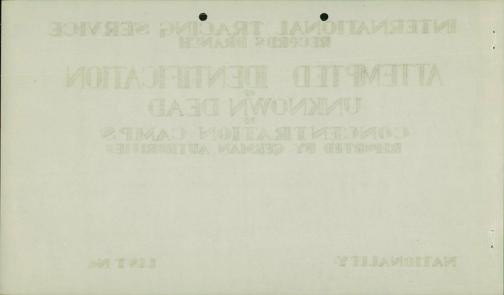 INTERNATIONAL TRACING SERVICE
RECORDS BRANCH
ATTEMPTED IDENTIFICATION
OF
UNKNOWN DEAD
IN
CONCENTRATION CAMPS
REPORTED BY GERMAN AUTHORITIES
NATIONALITY LIST No.